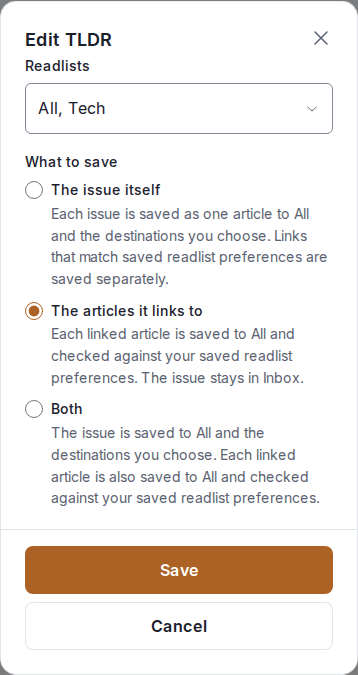 Edit TLDR
Readlists
All, Tech
What to save
The issue itself
Each issue is saved as one article to All
and the destinations you choose. Links
that match saved readlist preferences are
saved separately.
The articles it links to
Each linked article is saved to All and
checked against your saved readlist
preferences. The issue stays in Inbox.
Both
The issue is saved to All and the
destinations you choose. Each linked
article is also saved to All and checked
against your saved readlist preferences.
Save
Cancel